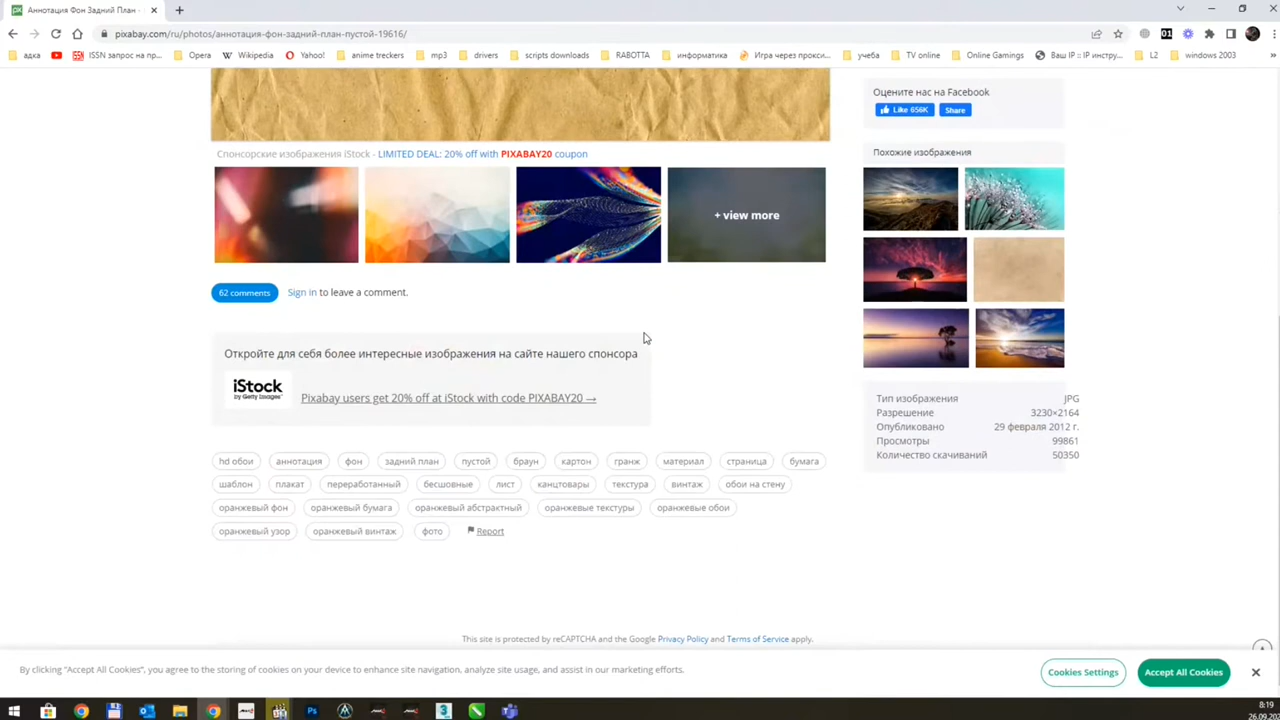 Аннотация Фон Задний План -
pixabay.com/ru/photos/аннотация-фон-задний-план-пустой-19616/
адка
ISSN запрос на пр...
Opera
Wikipedia
Yahoo!
anime treckers
mp3
drivers
scripts downloads
RABOTTA
информатика
Игра через прокси...
учеба
TV online
Online Gamings
Ваш IP :: IP инстру...
L2
windows 2003
»
Оцените нас на Facebook
Like 656K
Share
Спонсорские изображения iStock - LIMITED DEAL: 20% off with PIXABAY20 coupon
Похожие изображения
+ view more
62 comments
Sign in to leave a comment.
Откройте для себя более интересные изображения на сайте нашего спонсора
iStock
by Getty Images
Pixabay users get 20% off at iStock with code PIXABAY20 →
Тип изображения JPG
Разрешение 3230×2164
Опубликовано 29 февраля 2012 г.
Просмотры 99861
Количество скачиваний 50350
hd обои аннотация фон задний план пустой браун картон гранж материал страница бумага
шаблон плакат переработанный бесшовные лист канцтовары текстура винтаж обои на стену
оранжевый фон оранжевый бумага оранжевый абстрактный оранжевые текстуры оранжевые обои
оранжевый узор оранжевый винтаж фото Report
This site is protected by reCAPTCHA and the Google Privacy Policy and Terms of Service apply.
By clicking "Accept All Cookies", you agree to the storing of cookies on your device to enhance site navigation, analyze site usage, and assist in our marketing efforts.
Cookies Settings
Accept All Cookies
8:19